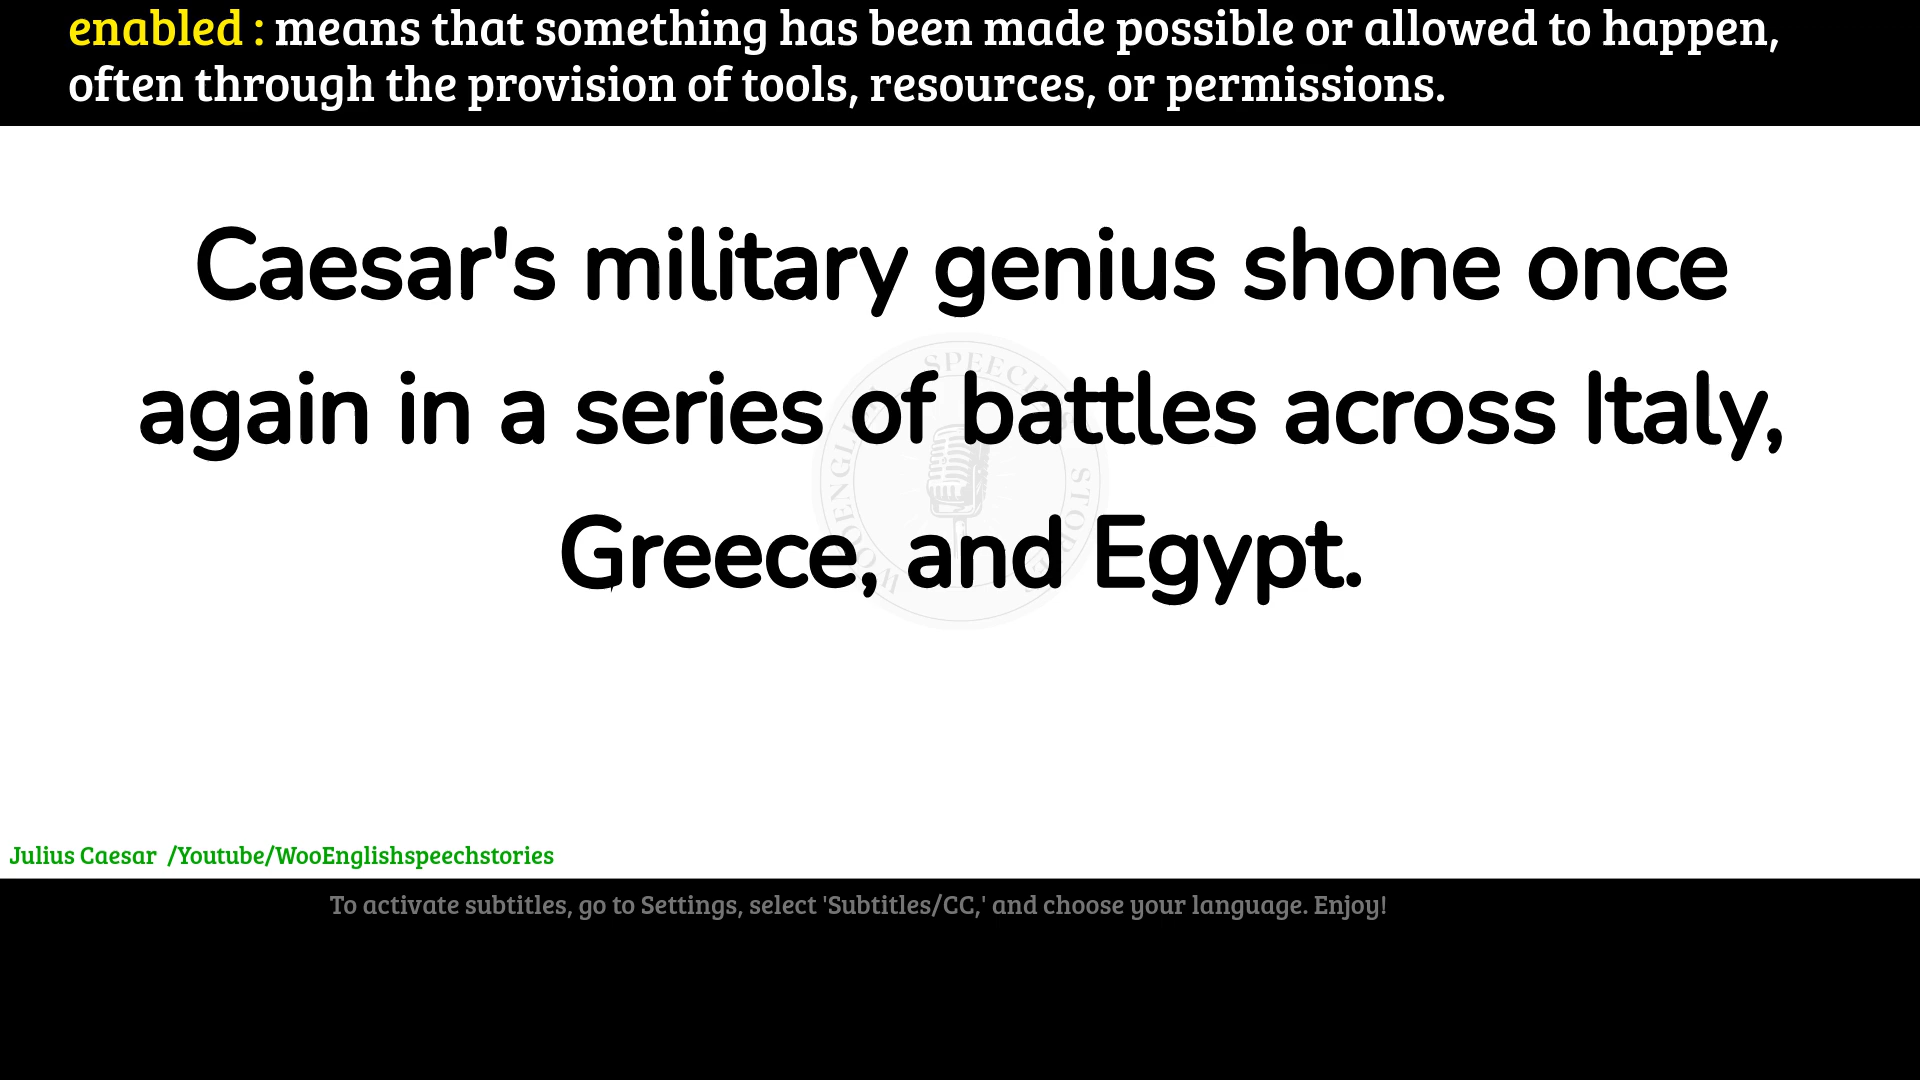 enabled : means that something has been made possible or allowed to happen,
often through the provision of tools, resources, or permissions.
Caesar's military genius shone once
again in a series of battles across Italy,
Greece, and Egypt.
Julius Caesar /Youtube/WooEnglishspeechstories
To activate subtitles, go to Settings, select 'Subtitles/CC,' and choose your language. Enjoy!